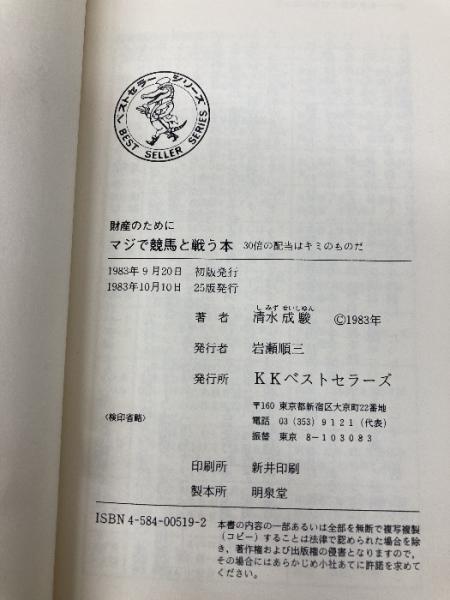 ベストセラーシリーズ
BEST SELLER SERIES
財産のために
マジで競馬と戦う本 30倍の配当はキミのものだ
1983年9月20日 初版発行
1983年10月10日 25版発行
しみず せいしゅん
著者 清水成駿 ©1983年
発行者 岩瀬順三
発行所 KKベストセラーズ
〒160 東京都新宿区大京町22番地
〈検印省略〉 電話 03(353)9121(代表)
振替 東京 8-103083
印刷所 新井印刷
製本所 明泉堂
ISBN 4-584-00519-2
本書の内容の一部あるいは全部を無断で複写複製
(コピー)することは法律で認められた場合を除
き、著作権および出版権の侵害となりますので、
その場合にはあらかじめ小社あてに許諾を求めて
ください。